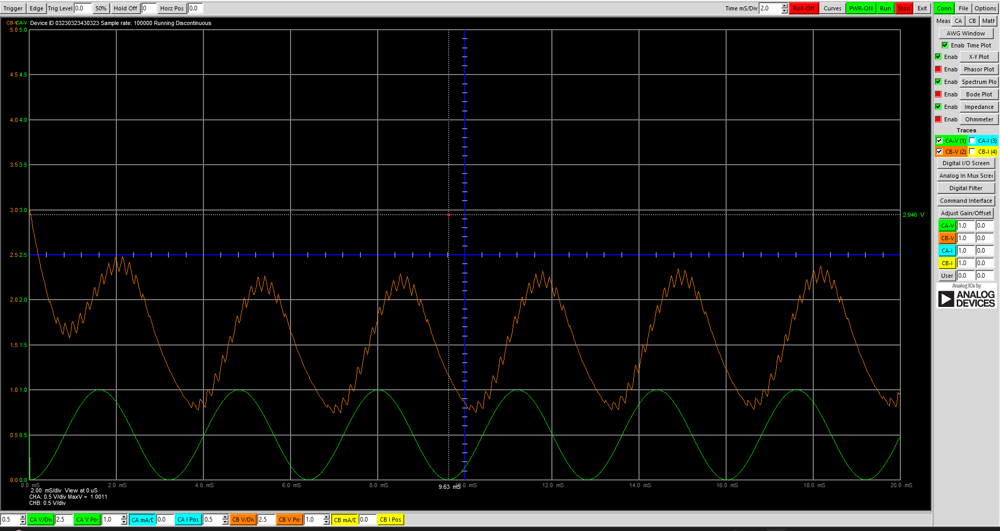 Trigger Edge Trig Level 0.0 50% Hold Off 0 Horz Pos 0.0 Time mS/Div 2.0 Roll-Off Curves PWR-ON Run Stop Exit Conn File Options
CB-V CA-V Device ID 03230323430323 Sample rate: 100000 Running Discontinuous
5.0 5.0
4.5 4.5
4.0 4.0
3.5 3.5
3.0 3.0
2.946 V
2.5 2.5
2.0 2.0
1.5 1.5
1.0 1.0
0.5 0.5
0.0 0.0
0.0 mS 2.0 mS 4.0 mS 6.0 mS 8.0 mS 9.63 mS 10.0 mS 12.0 mS 14.0 mS 16.0 mS 18.0 mS 20.0 mS
2.00 mS/div View at 0 uS
CHA: 0.5 V/div MaxV = 1.0011
CHB: 0.5 V/div
Meas CA CB Math
AWG Window
Enab Time Plot
Enab X-Y Plot
Enab Phasor Plot
Enab Spectrum Plo
Enab Bode Plot
Enab Impedance
Enab Ohmmeter
Traces
CA-V (1) CA-I (3)
CB-V (2) CB-I (4)
Digital I/O Screen
Analog In Mux Scree
Digital Filter
Command Interface
Adjust Gain/Offset
CA-V 1.0 0.0
CB-V 1.0 0.0
CA-I 1.0 0.0
CB-I 1.0 0.0
User 0.0 0.0
Analog ICs by
ANALOG
DEVICES
0.5 CA V/Div 2.5 CA V Pos 1.0 CA mA/D 0.0 CA I Pos 0.5 CB V/Div 2.5 CB V Pos 1.0 CB mA/D 0.0 CB I Pos